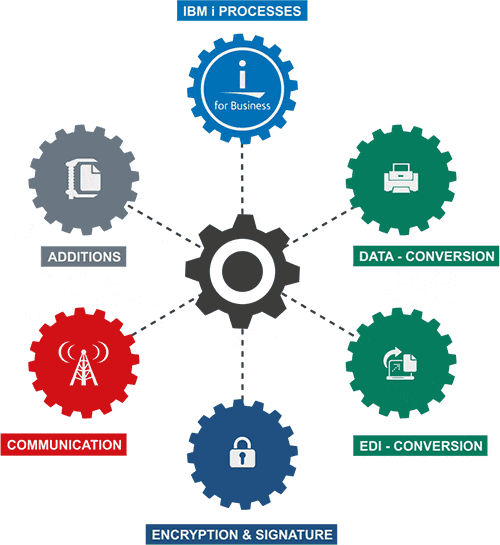 IBM i PROCESSES
i
for Business
ADDITIONS
DATA - CONVERSION
COMMUNICATION
EDI - CONVERSION
ENCRYPTION & SIGNATURE